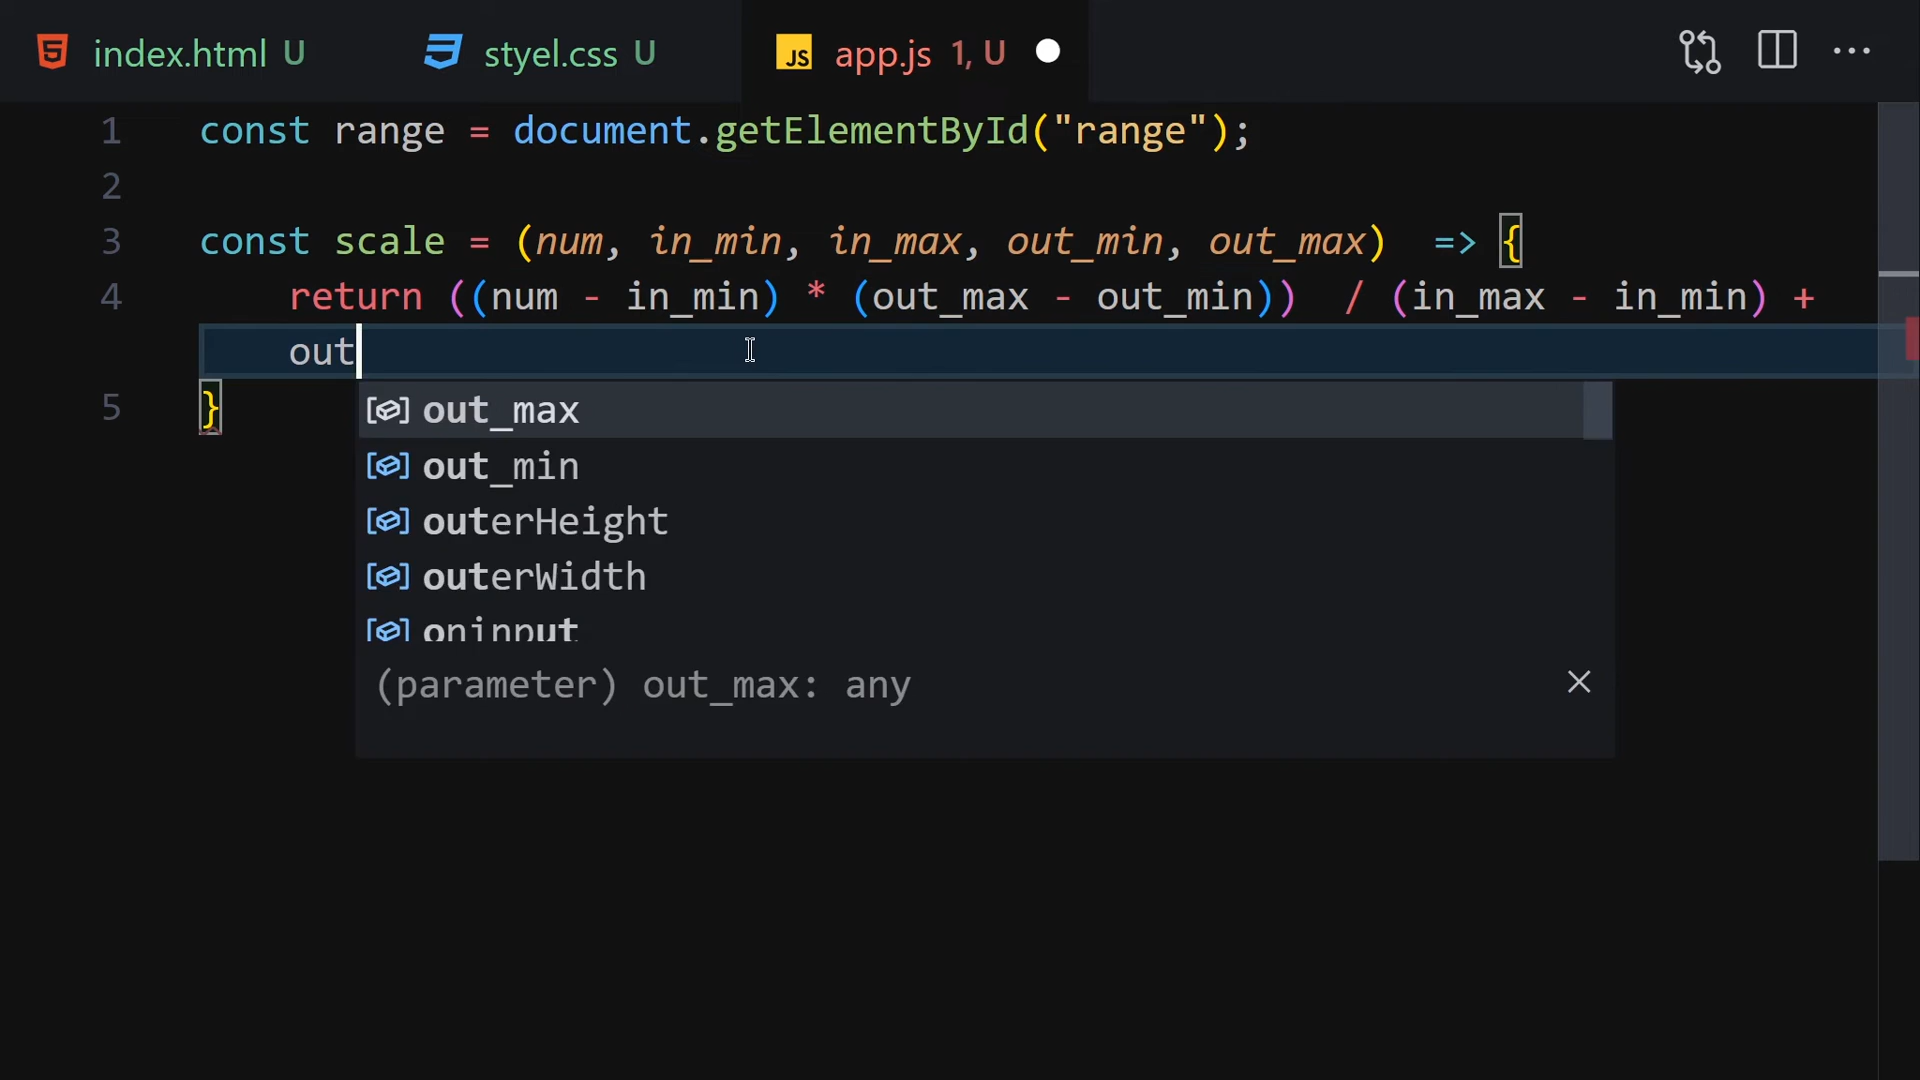 index.html U styel.css U JS app.js 1, U
1 const range = document.getElementById("range");
2
3 const scale = (num, in_min, in_max, out_min, out_max)  => {
4 return ((num - in_min) * (out_max - out_min))  / (in_max - in_min) +
out
5 }
out_max
out_min
outerHeight
outerWidth
oninput
(parameter) out_max: any